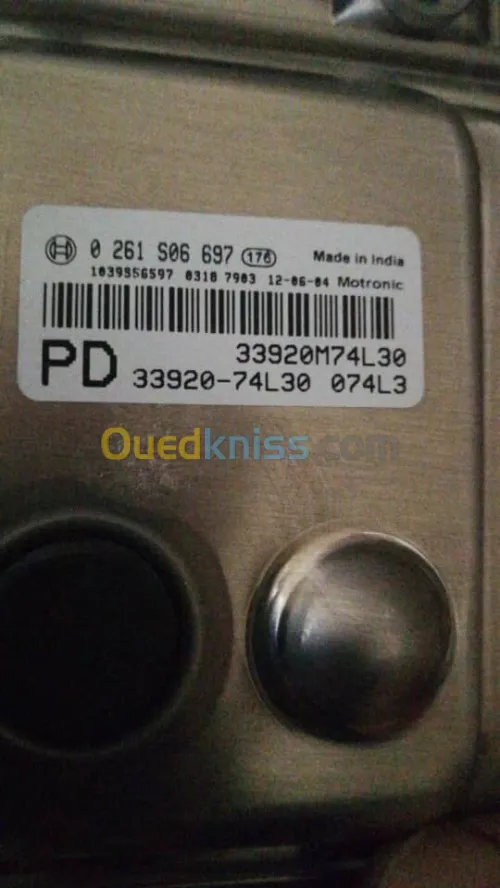 0 261 S06 697 176 Made in India
1039S56597 0318 7903 12-06-04 Motronic
33920M74L30
PD 33920-74L30 074L3
Ouedkniss.com